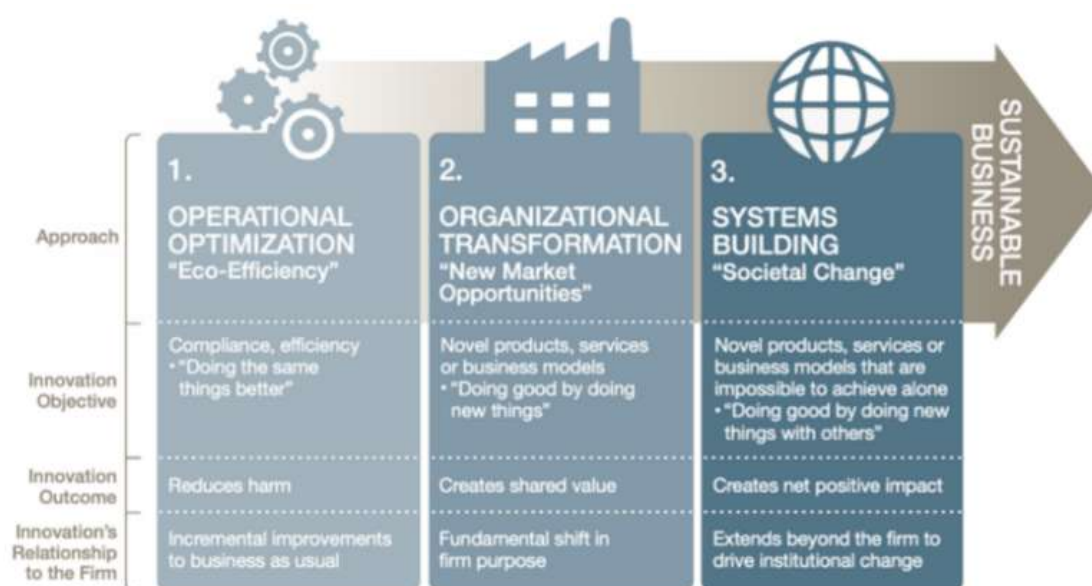 SUSTAINABLE
BUSINESS
Approach
1.
OPERATIONAL
OPTIMIZATION
"Eco-Efficiency"
2.
ORGANIZATIONAL
TRANSFORMATION
"New Market
Opportunities"
3.
SYSTEMS
BUILDING
"Societal Change"
Innovation
Objective
Compliance, efficiency
• "Doing the same
things better"
Novel products, services
or business models
• "Doing good by doing
new things"
Novel products, services or
business models that are
impossible to achieve alone
• "Doing good by doing new
things with others"
Innovation
Outcome
Reduces harm
Creates shared value
Creates net positive impact
Innovation's
Relationship
to the Firm
Incremental improvements
to business as usual
Fundamental shift in
firm purpose
Extends beyond the firm to
drive institutional change